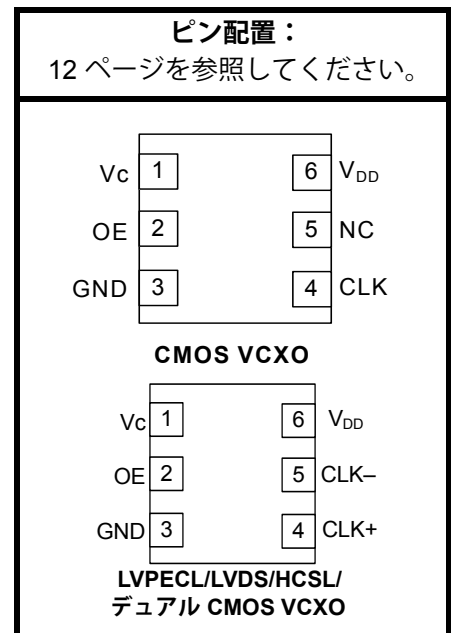 ピン配置：
12 ページを参照してください。
Vc 1 6 VDD
OE 2 5 NC
GND 3 4 CLK
CMOS VCXO
Vc 1 6 VDD
OE 2 5 CLK–
GND 3 4 CLK+
LVPECL/LVDS/HCSL/
デュアル CMOS VCXO